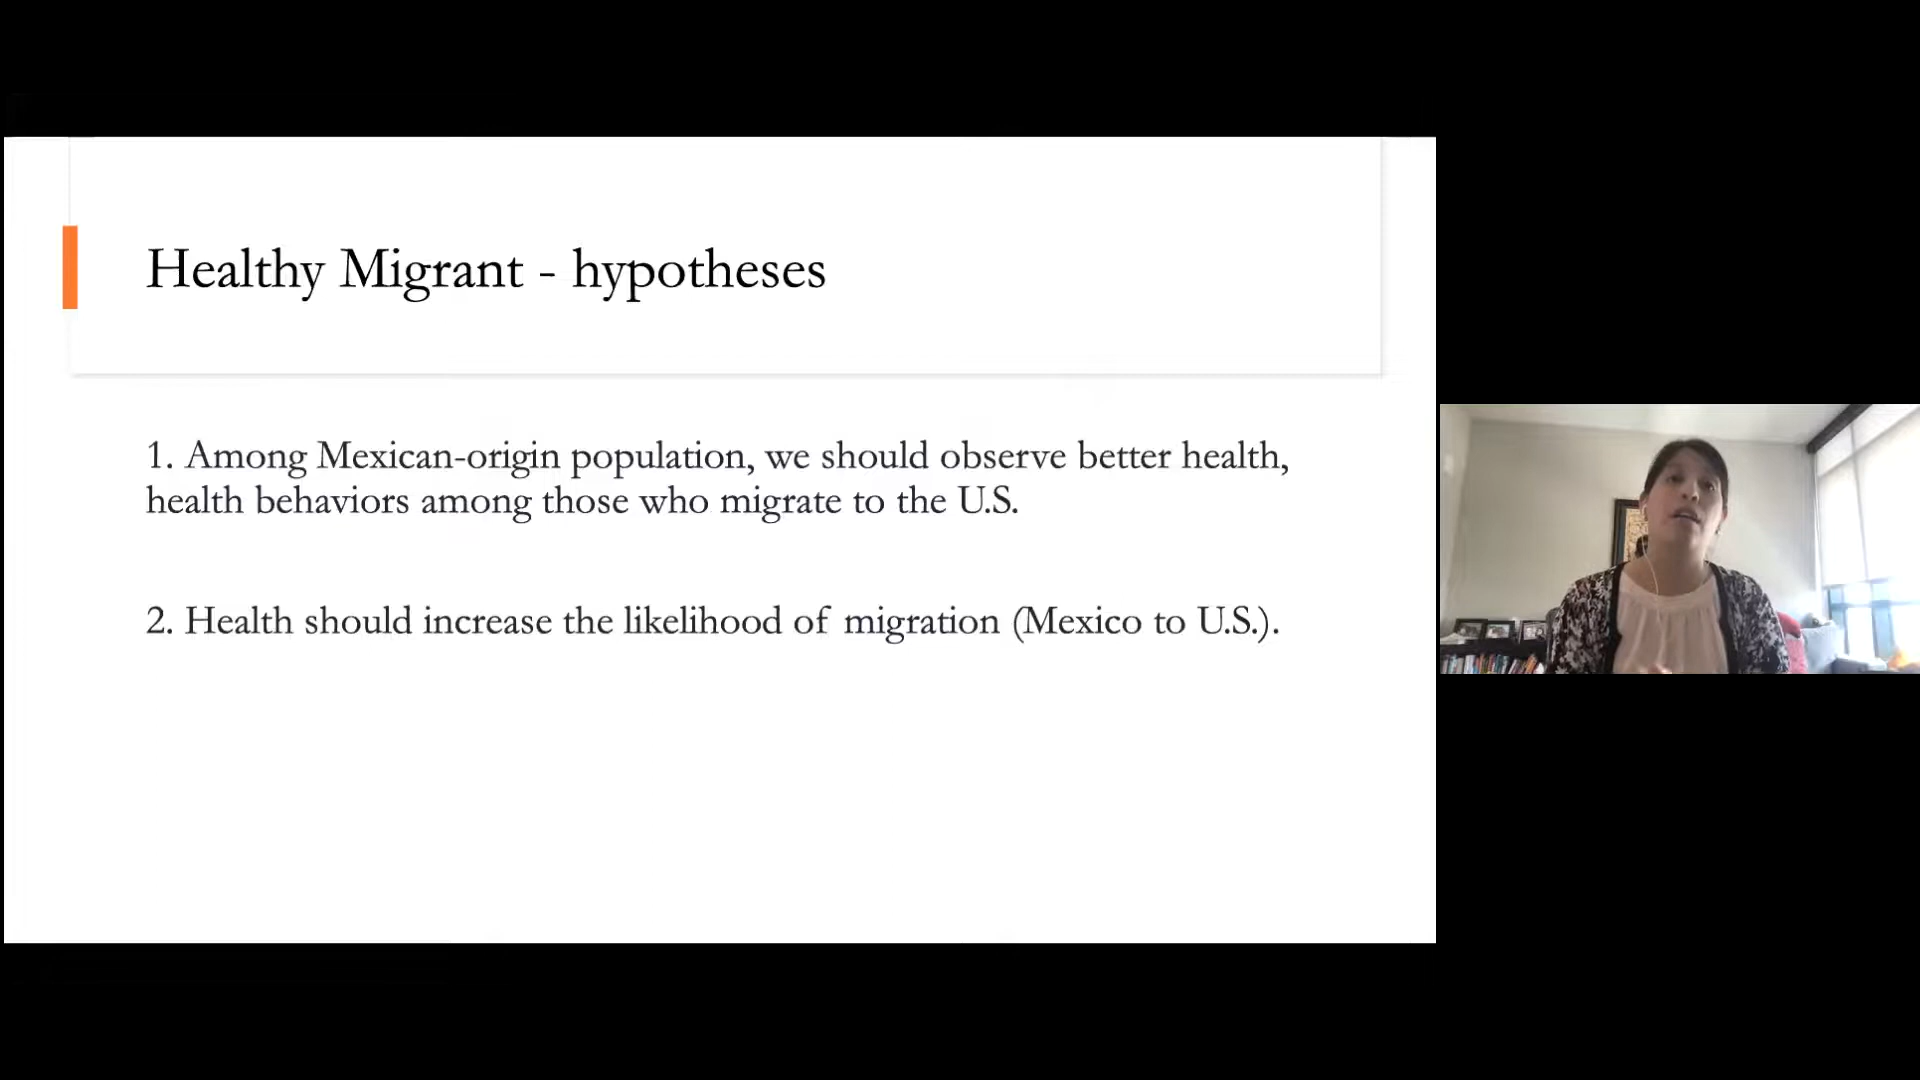 Healthy Migrant - hypotheses
1. Among Mexican-origin population, we should observe better health,
health behaviors among those who migrate to the U.S.
2. Health should increase the likelihood of migration (Mexico to U.S.).